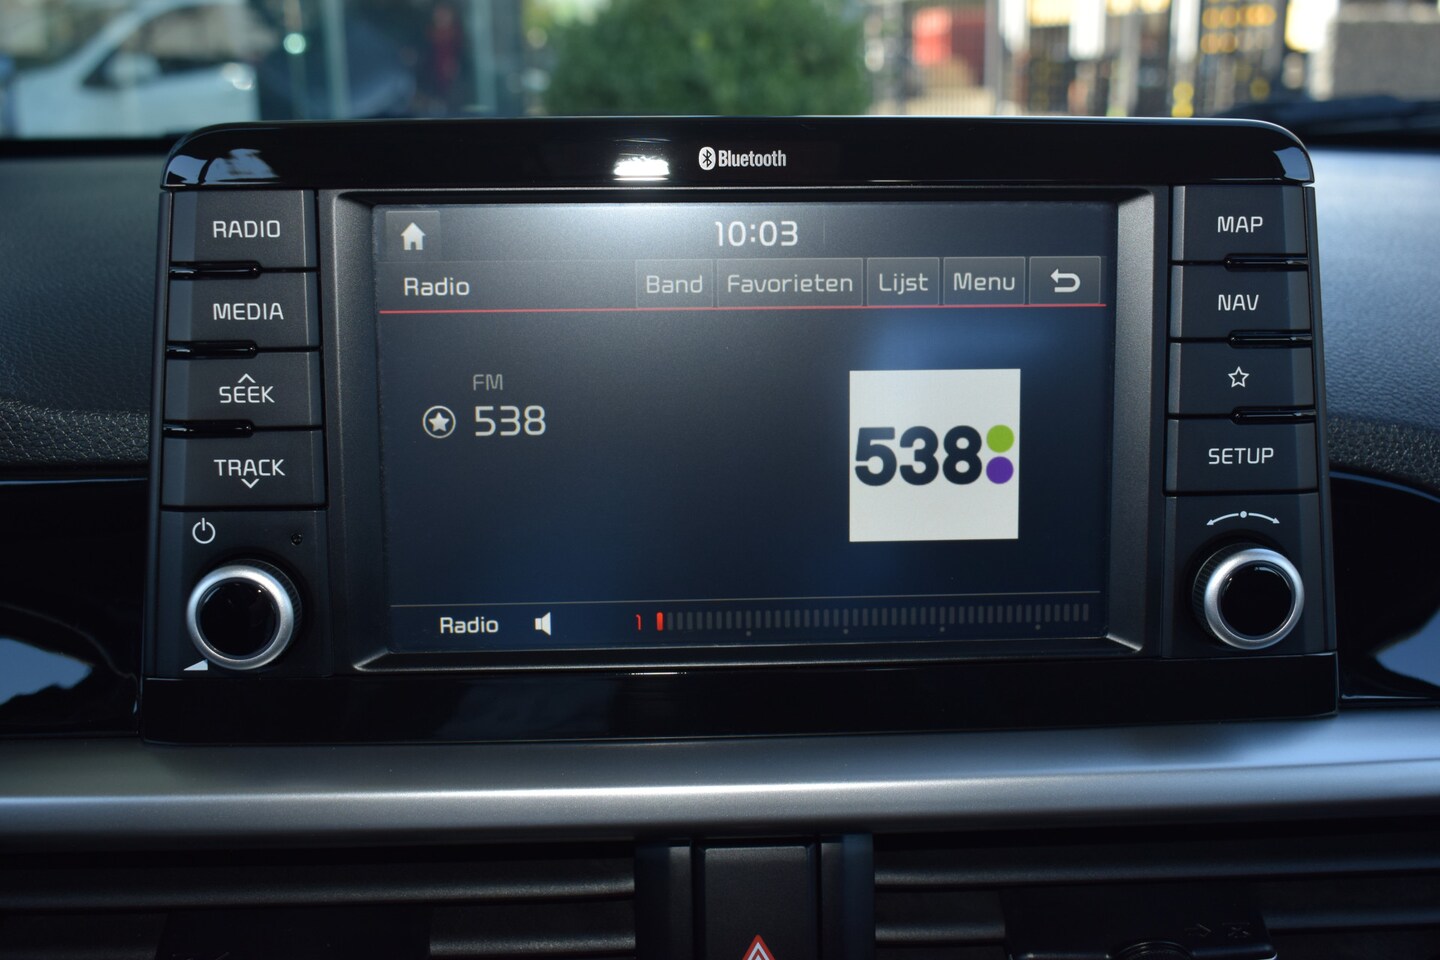 Bluetooth
RADIO
MEDIA
SEEK
TRACK
10:03
Radio Band Favorieten Lijst Menu
FM
538
538
Radio 1
MAP
NAV
SETUP